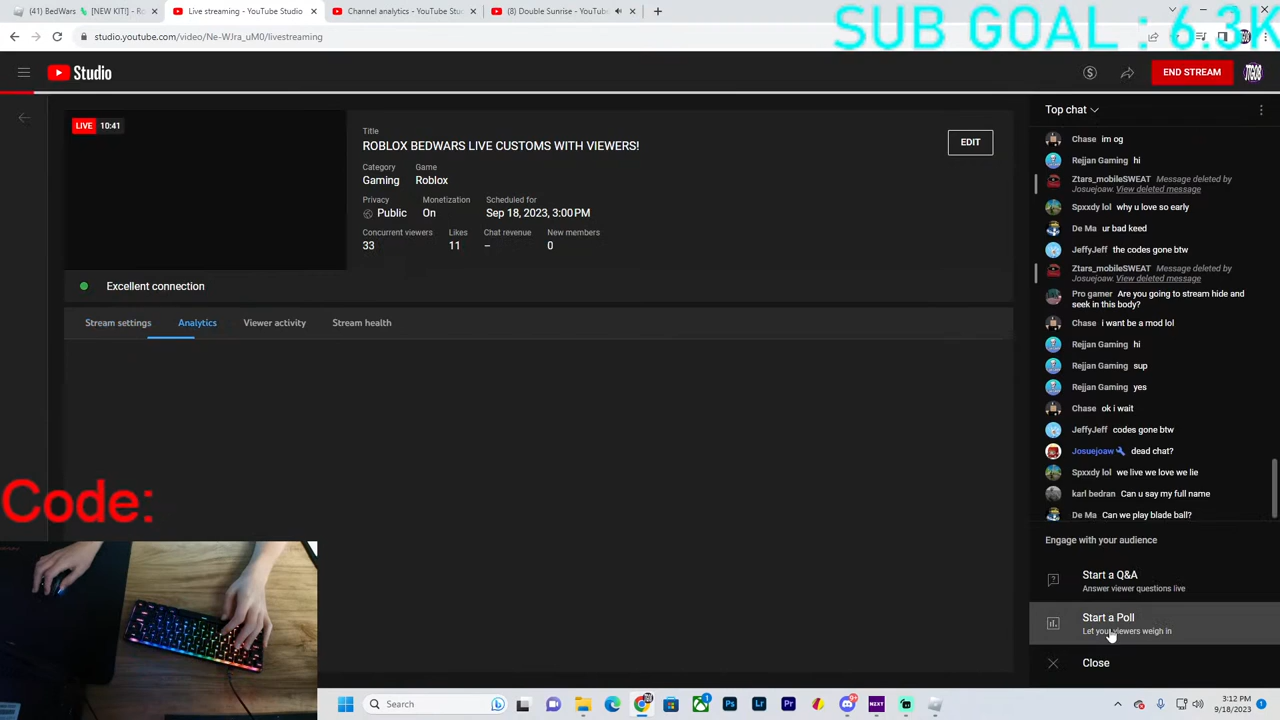 (41) BedWars [NEW KIT!] - Ro
Live streaming - YouTube Studio
Channel analytics - YouTube Stud
(8) Double Sunrise - YouTub
SUB GOAL : 6.3K
studio.youtube.com/video/Ne-WJra_uM0/livestreaming
Studio
END STREAM
LIVE 10:41
Title
ROBLOX BEDWARS LIVE CUSTOMS WITH VIEWERS!
EDIT
Category Game
Gaming Roblox
Privacy Monetization Scheduled for
Public On Sep 18, 2023, 3:00 PM
Concurrent viewers Likes Chat revenue New members
33 11 – 0
Excellent connection
Stream settings Analytics Viewer activity Stream health
Top chat
Chase im og
Rejjan Gaming hi
Ztars_mobileSWEAT Message deleted by
Josuejoaw. View deleted message
Spxxdy lol why u love so early
De Ma ur bad keed
JeffyJeff the codes gone btw
Ztars_mobileSWEAT Message deleted by
Josuejoaw. View deleted message
Pro gamer Are you going to stream hide and
seek in this body?
Chase i want be a mod lol
Rejjan Gaming hi
Rejjan Gaming sup
Rejjan Gaming yes
Chase ok i wait
JeffyJeff codes gone btw
Josuejoaw dead chat?
Spxxdy lol we live we love we lie
karl bedran Can u say my full name
De Ma Can we play blade ball?
Engage with your audience
Start a Q&A
Answer viewer questions live
Start a Poll
Let your viewers weigh in
Close
Code:
Search
3:12 PM
9/18/2023